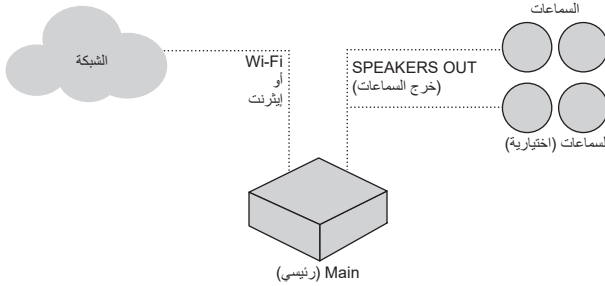 السماعات
الشبكة
Wi-Fi
أو
إيثرنت
SPEAKERS OUT
(خرج السماعات)
السماعات (اختيارية)
Main (رئيسي)